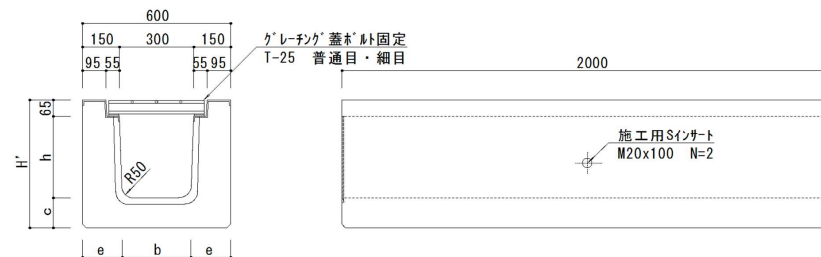 600
150 300 150
95 55 55 95
グレーチング蓋ボルト固定
T-25 普通目・細目
2000
65
H'
h
c
R50
施工用Sインサート
M20x100 N=2
e b e